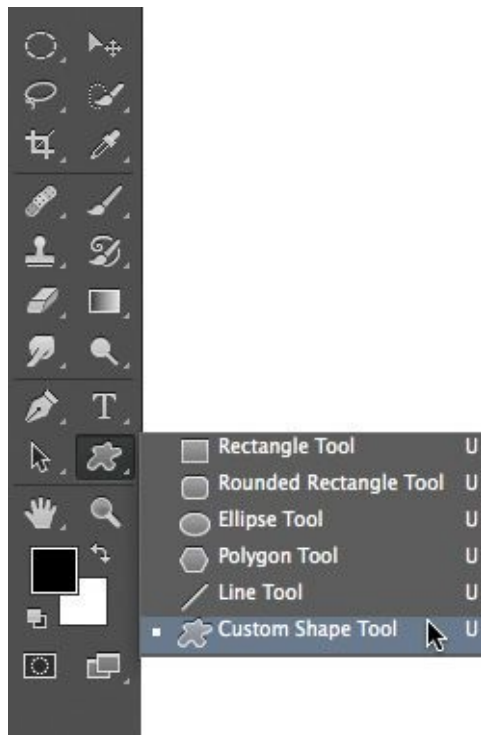 T
Rectangle Tool U
Rounded Rectangle Tool U
Ellipse Tool U
Polygon Tool U
Line Tool U
Custom Shape Tool U